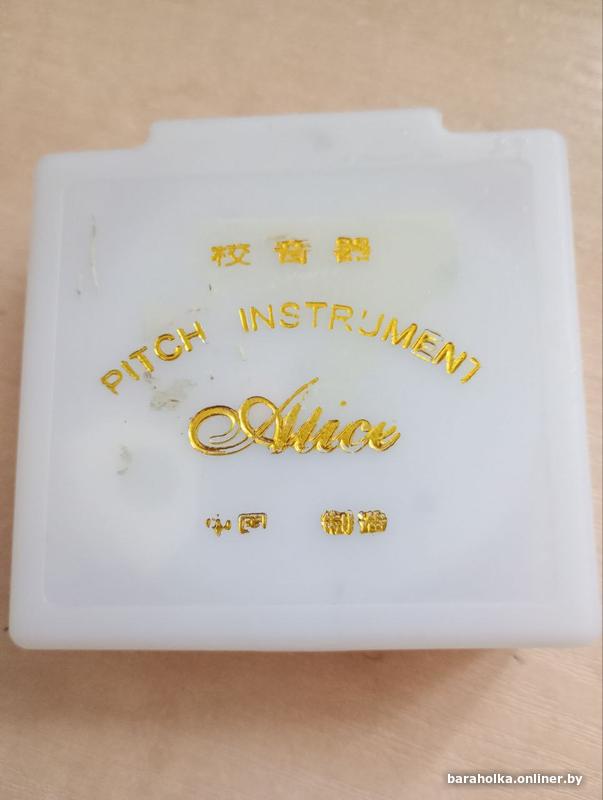 校音器
PITCH INSTRUMENT
Alice
中国 制造
baraholka.onliner.by